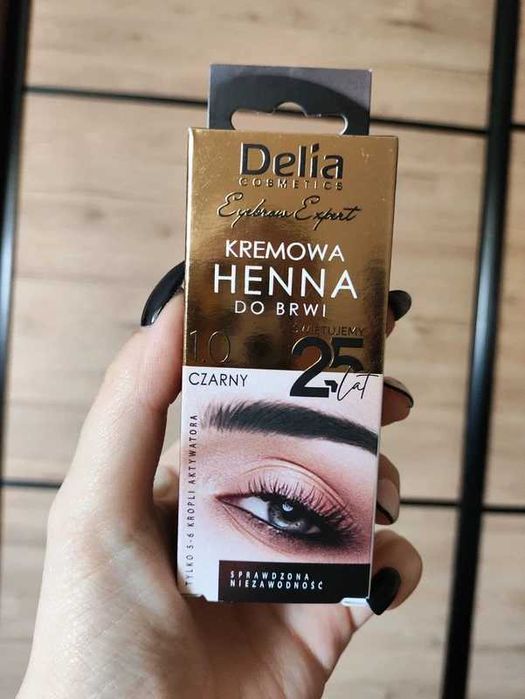 Delia
COSMETICS
Eyebrow Expert
KREMOWA
HENNA
DO BRWI
ŚWIĘTUJEMY
1.0
25
lat
CZARNY
TYLKO 5-6 KROPLI AKTYWATORA
SPRAWDZONA
NIEZAWODNOŚĆ